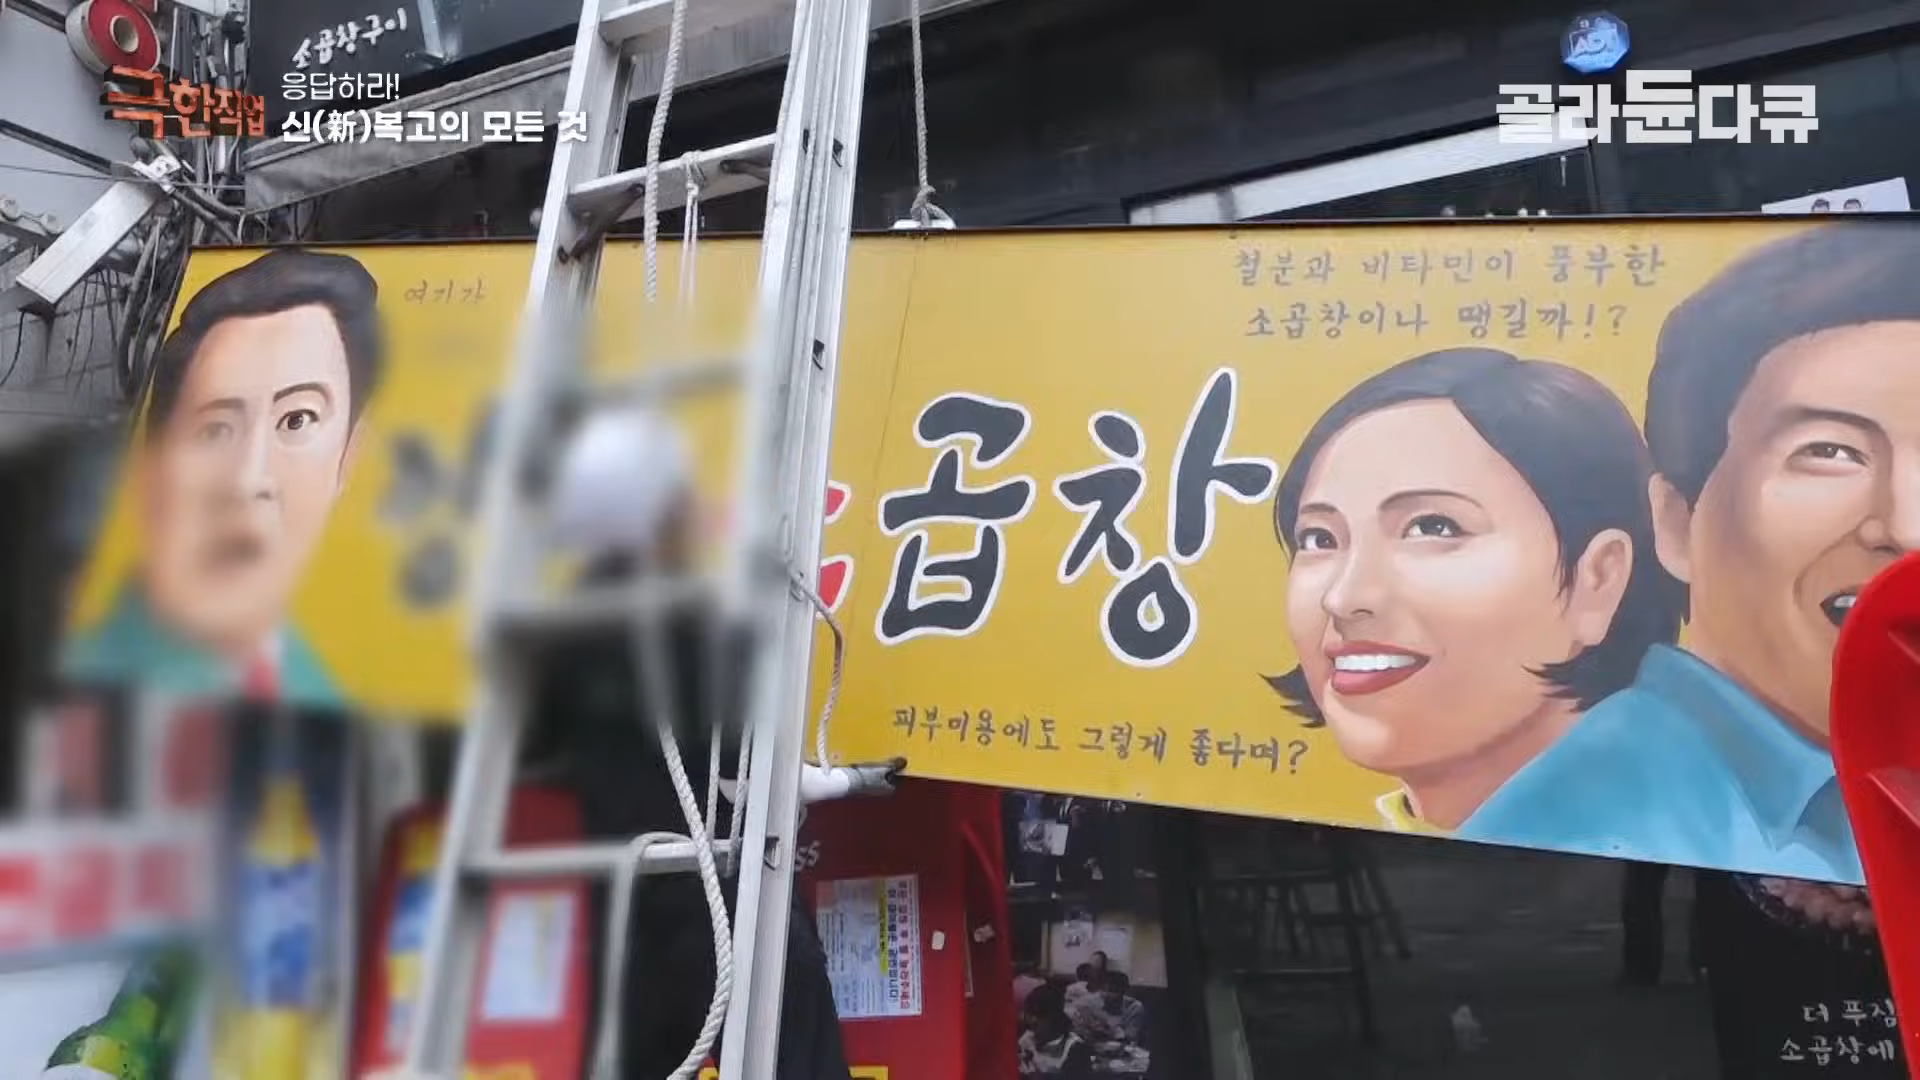 소곱창구이
극한직업
응답하라!
신(新)복고의 모든 것
ADT
골라듄다큐
여기가
철분과 비타민이 풍부한
소곱창이나 땡길까!?
곱창
피부미용에도 그렇게 좋다며?
더 푸짐
소곱창에